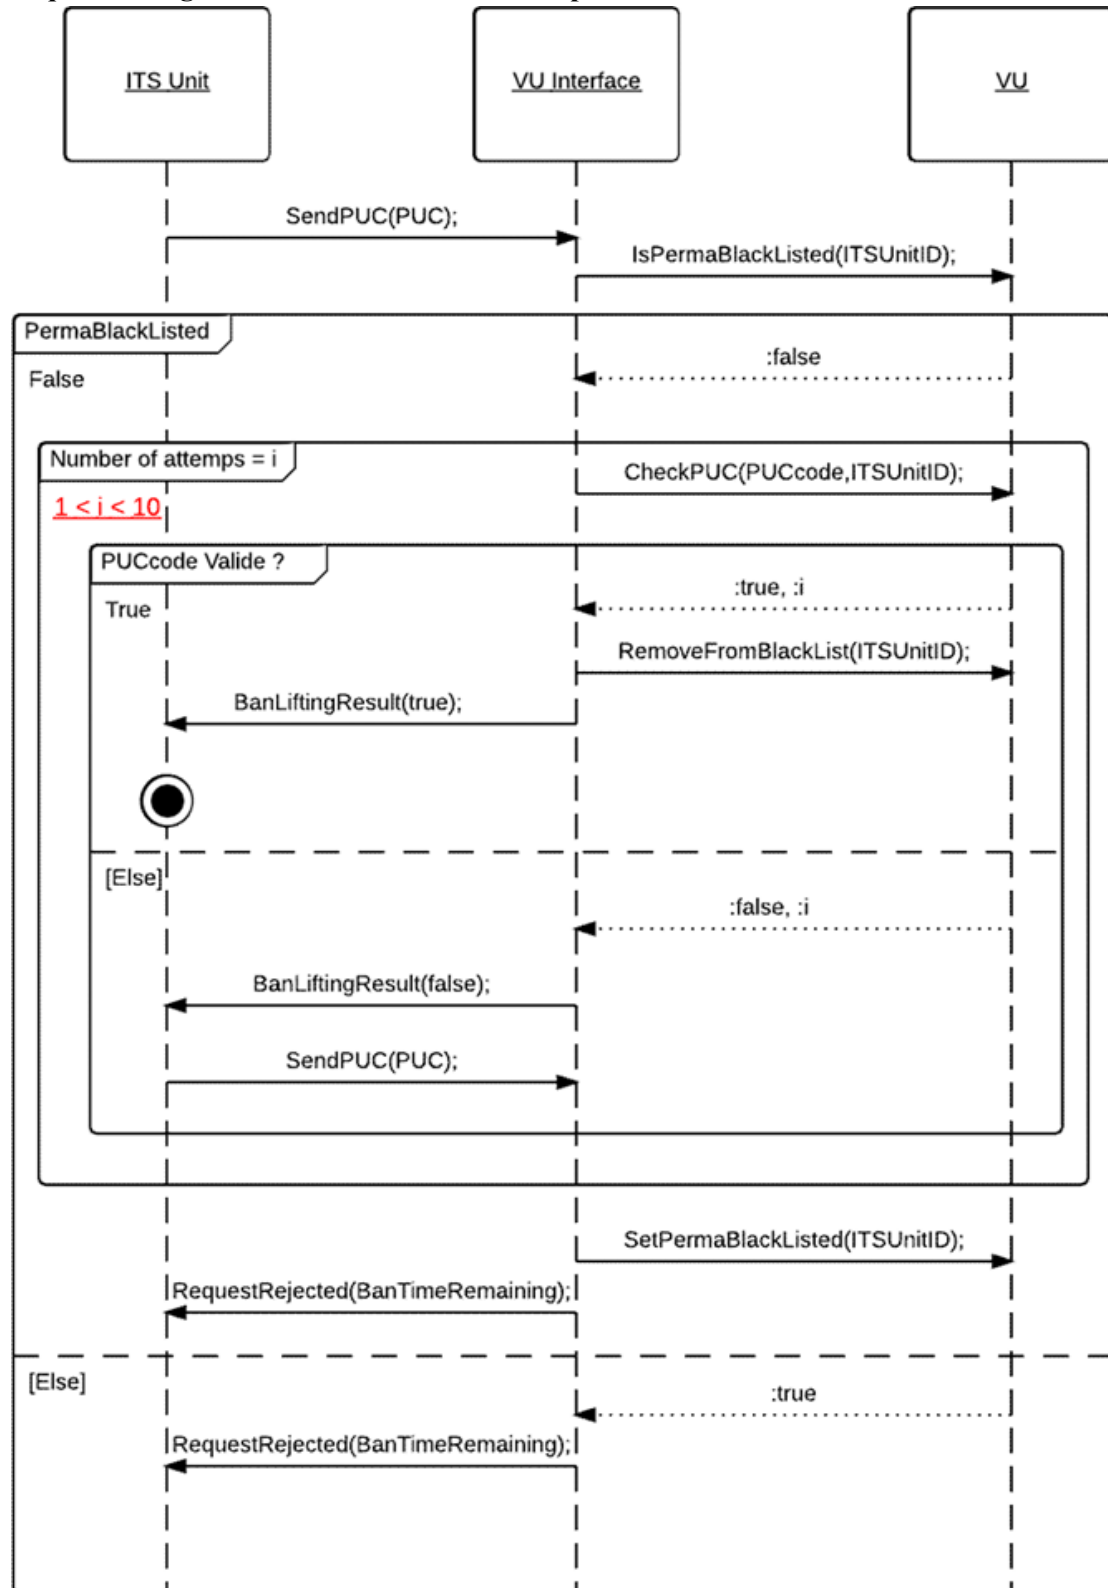 ITS Unit
VU Interface
VU
SendPUC(PUC);
IsPermaBlackListed(ITSUnitID);
PermaBlackListed
:false
False
Number of attemps = i
CheckPUC(PUCcode,ITSUnitID);
1 < i < 10
PUCcode Valide ?
:true, :i
True
RemoveFromBlackList(ITSUnitID);
BanLiftingResult(true);
[Else]
:false, :i
BanLiftingResult(false);
SendPUC(PUC);
SetPermaBlackListed(ITSUnitID);
RequestRejected(BanTimeRemaining);
[Else]
:true
RequestRejected(BanTimeRemaining);